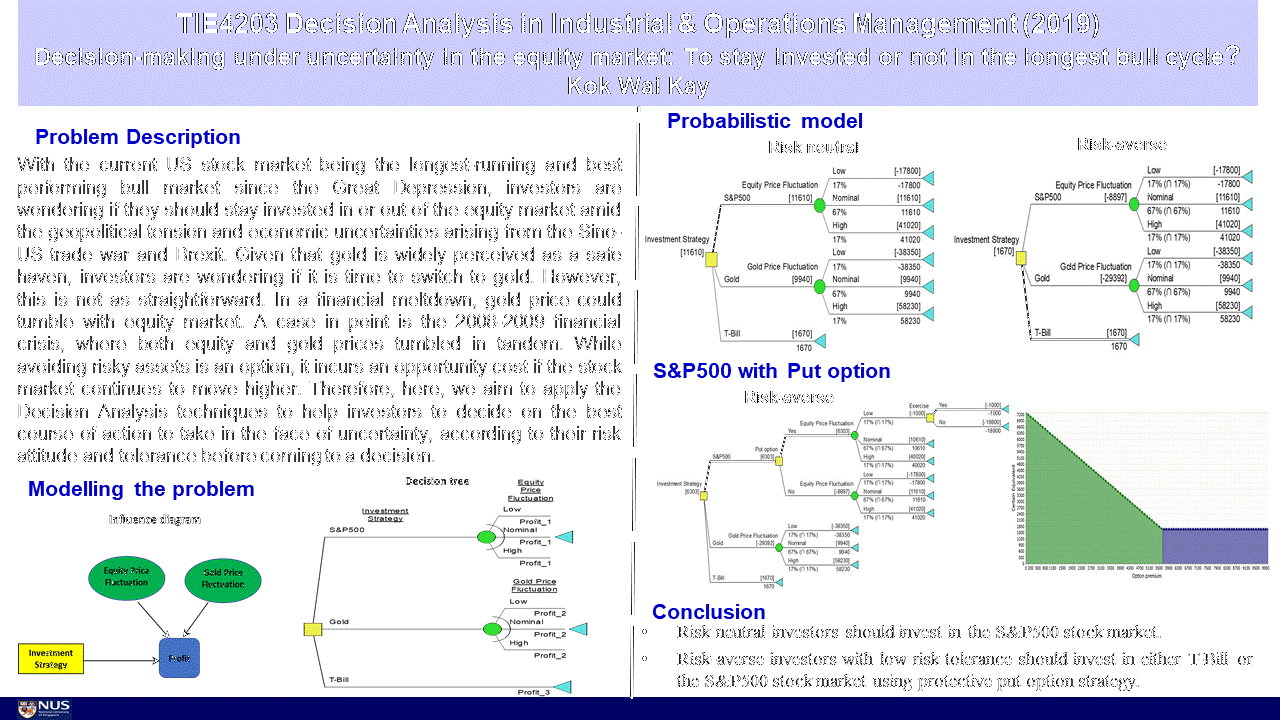 TIE4203 Decision Analysis in Industrial & Operations Management (2019)
Decision-making under uncertainty in the equity market: To stay invested or not in the longest bull cycle?
Kok Wai Kay
Problem Description
With the current US stock market being the longest-running and best
performing bull market since the Great Depression, investors are
wondering if they should stay invested in or out of the equity market amid
the geopolitical tension and economic uncertainties arising from the Sino-
US trade war and Brexit. Given that gold is widely perceived as a safe
haven, investors are wondering if it is time to switch to gold. However,
this is not as straightforward. In a financial meltdown, gold price could
tumble with equity market. A case in point is the 2008-2009 financial
crisis, where both equity and gold prices tumbled in tandem. While
avoiding risky assets is an option, it incurs an opportunity cost if the stock
market continues to move higher. Therefore, here, we aim to apply the
Decision Analysis techniques to help investors to decide on the best
course of action to take in the face of uncertainty, according to their risk
attitude and tolerance before coming to a decision.
Modelling the problem
Influence diagram
Equity Price
Fluctuation
Gold Price
Fluctuation
Investment
Strategy
Profit
Decision tree
Investment
Strategy
Equity
Price
Fluctuation
S&P500
Low
Profit_1
Nominal
Profit_1
High
Profit_1
Gold Price
Fluctuation
Gold
Low
Profit_2
Nominal
Profit_2
High
Profit_2
T-Bill
Profit_3
Probabilistic model
Risk neutral
Investment Strategy
[11610]
S&P500
Equity Price Fluctuation
[11610]
Low [-17800]
17% -17800
Nominal [11610]
67% 11610
High [41020]
17% 41020
Gold
Gold Price Fluctuation
[9940]
Low [-38350]
17% -38350
Nominal [9940]
67% 9940
High [58230]
17% 58230
T-Bill [1670]
1670
Risk-averse
Investment Strategy
[1670]
S&P500
Equity Price Fluctuation
[-8897]
Low [-17800]
17% (∩ 17%) -17800
Nominal [11610]
67% (∩ 67%) 11610
High [41020]
17% (∩ 17%) 41020
Gold
Gold Price Fluctuation
[-29392]
Low [-38350]
17% (∩ 17%) -38350
Nominal [9940]
67% (∩ 67%) 9940
High [58230]
17% (∩ 17%) 58230
T-Bill [1670]
1670
S&P500 with Put option
Risk-averse
Investment Strategy
[6303]
S&P500
Put option
[6303]
Yes
Equity Price Fluctuation
[6303]
Low [-1000]
17% (∩ 17%)
Exercise
Yes [-1000]
-1000
No [-18800]
-18800
Nominal [10610]
67% (∩ 67%) 10610
High [40020]
17% (∩ 17%) 40020
No
Equity Price Fluctuation
[-8897]
Low [-17800]
17% (∩ 17%) -17800
Nominal [11610]
67% (∩ 67%) 11610
High [41020]
17% (∩ 17%) 41020
Gold
Gold Price Fluctuation
[-29392]
Low [-38350]
17% (∩ 17%) -38350
Nominal [9940]
67% (∩ 67%) 9940
High [58230]
17% (∩ 17%) 58230
T-Bill [1670]
1670
Certain Equivalent
Option premium
Conclusion
• Risk neutral investors should invest in the S&P500 stock market.
• Risk averse investors with low risk tolerance should invest in either T-Bill or
the S&P500 stock market using protective put option strategy.
NUS
National University
of Singapore